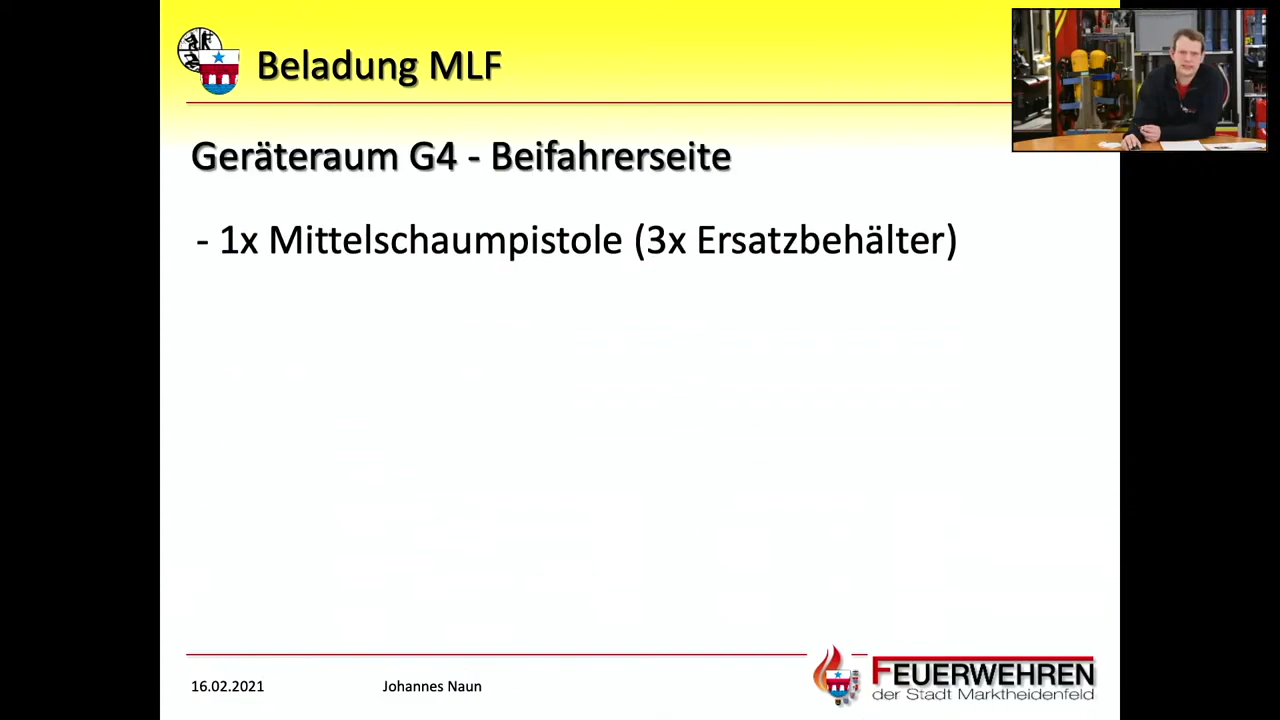 Beladung MLF
Geräteraum G4 - Beifahrerseite
- 1x Mittelschaumpistole (3x Ersatzbehälter)
16.02.2021
Johannes Naun
FEUERWEHREN
der Stadt Marktheidenfeld